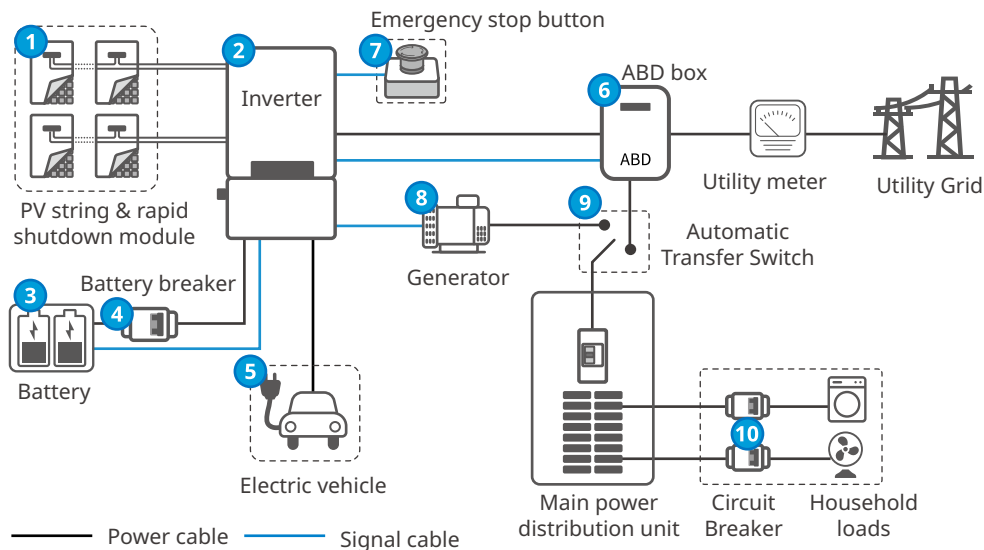 Emergency stop button
1
2
7
Inverter
6
ABD box
ABD
Utility meter
Utility Grid
PV string & rapid
shutdown module
8
Generator
9
Automatic
Transfer Switch
Battery breaker
3
4
Battery
5
Electric vehicle
10
Main power
distribution unit
Circuit
Breaker
Household
loads
Power cable
Signal cable